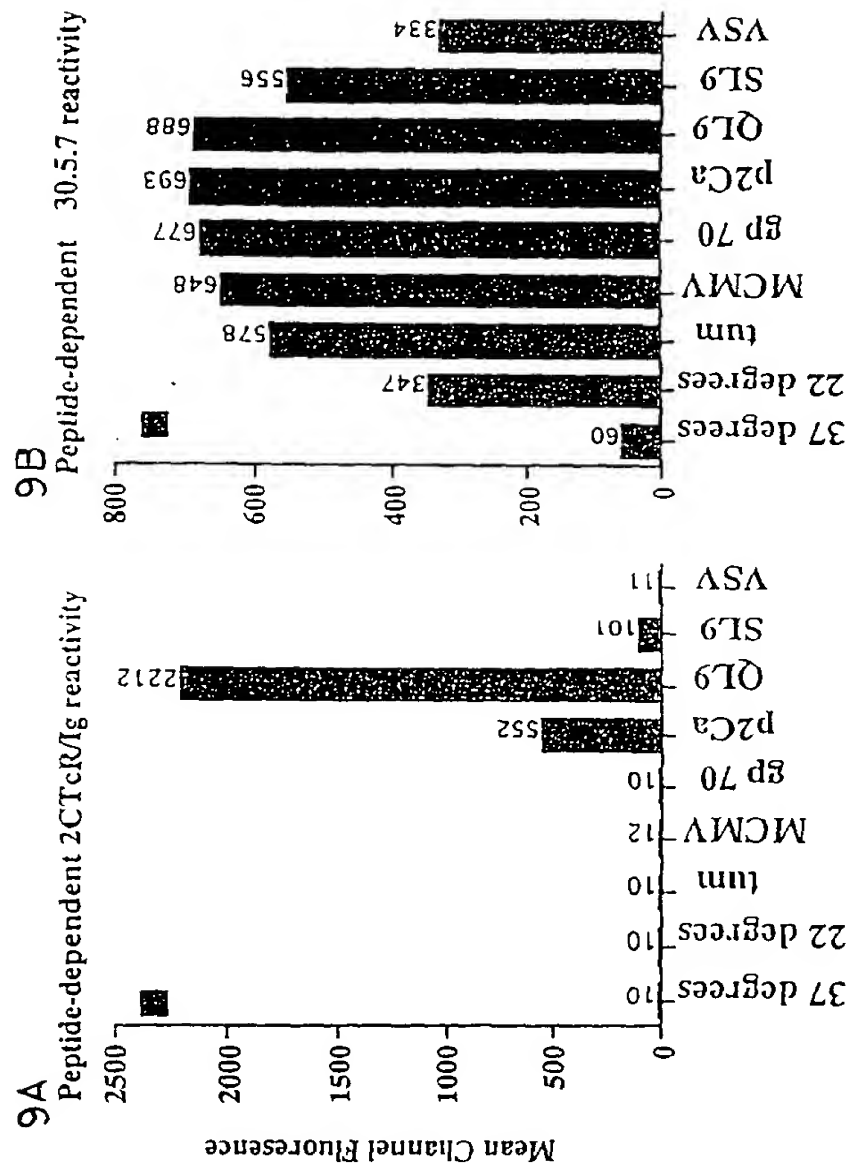 9A
Peptide-dependent 2CTcR/Ig reactivity
Mean Channel Fluoresence
2500
2000
1500
1000
500
0
10
10
10
12
10
552
2212
101
11
37 degrees
22 degrees
tum
MCMV
gp 70
p2Ca
QL9
SL9
VSV
9B
Peptide-dependent 30.5.7 reactivity
800
600
400
200
0
60
347
578
648
677
693
688
556
334
37 degrees
22 degrees
tum
MCMV
gp 70
p2Ca
QL9
SL9
VSV